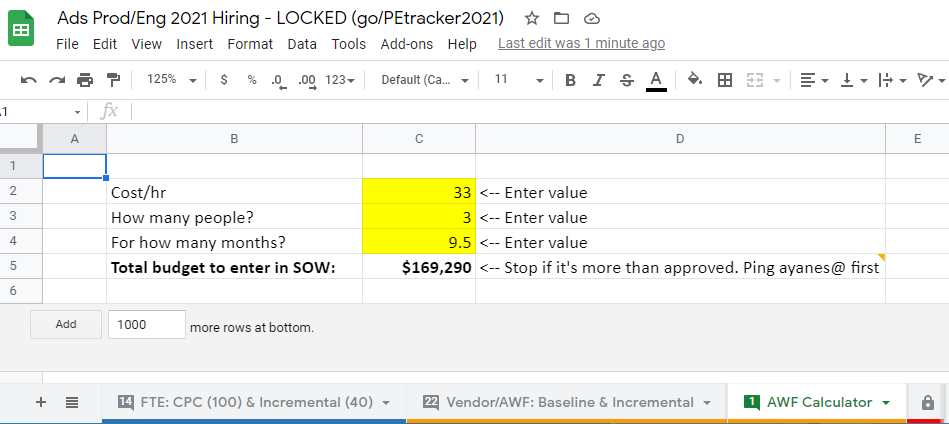 Ads Prod/Eng 2021 Hiring - LOCKED (go/PEtracker2021)
File Edit View Insert Format Data Tools Add-ons Help Last edit was 1 minute ago
125% $ % .0 .00 123 Default (Ca... 11 B I S A
1 fx
A B C D E
1
2 Cost/hr 33 <-- Enter value
3 How many people? 3 <-- Enter value
4 For how many months? 9.5 <-- Enter value
5 Total budget to enter in SOW: $169,290 <-- Stop if it's more than approved. Ping ayanes@ first
6
Add 1000 more rows at bottom.
+ 14 FTE: CPC (100) & Incremental (40) 22 Vendor/AWF: Baseline & Incremental 1 AWF Calculator